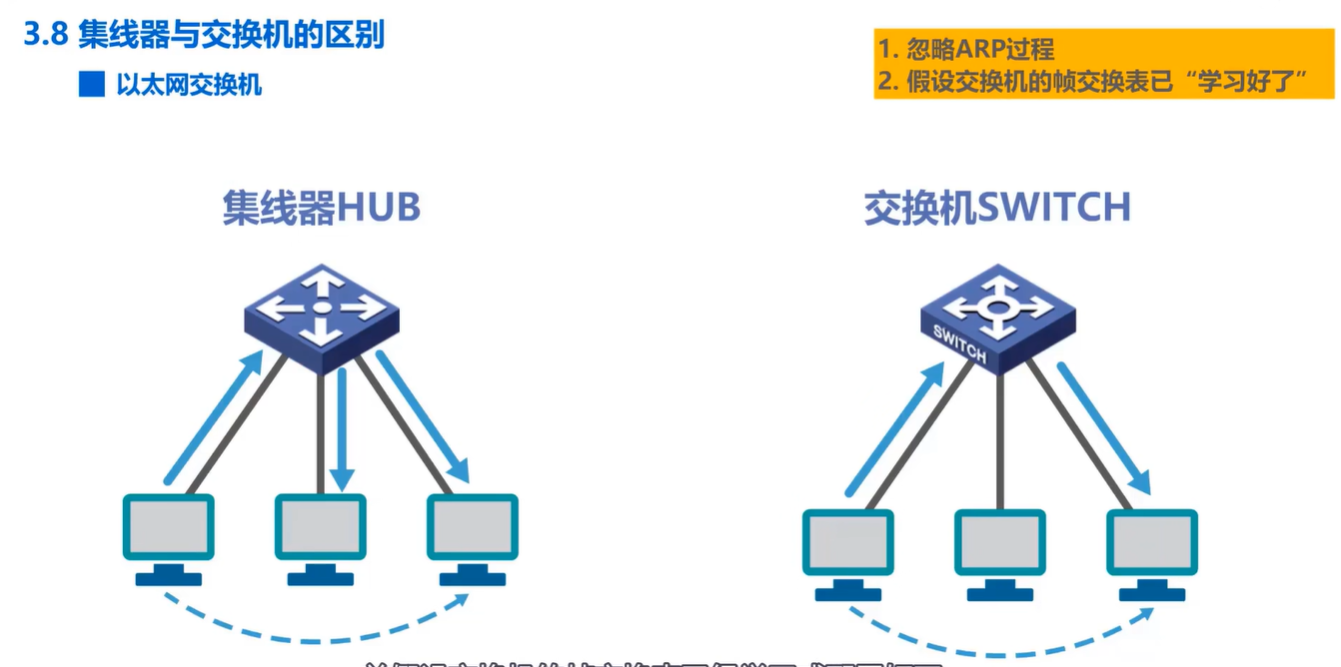 3.8 集线器与交换机的区别
以太网交换机
1. 忽略ARP过程
2. 假设交换机的帧交换表已“学习好了”
集线器HUB
交换机SWITCH
SWITCH